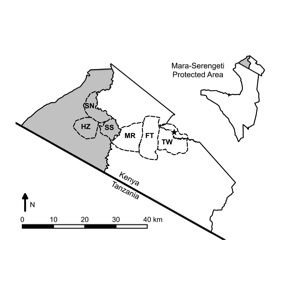 Mara-Serengeti
Protected Area
SN
HZ
SS
MR
FT
TW
Kenya
Tanzania
N
0 10 20 30 40 km